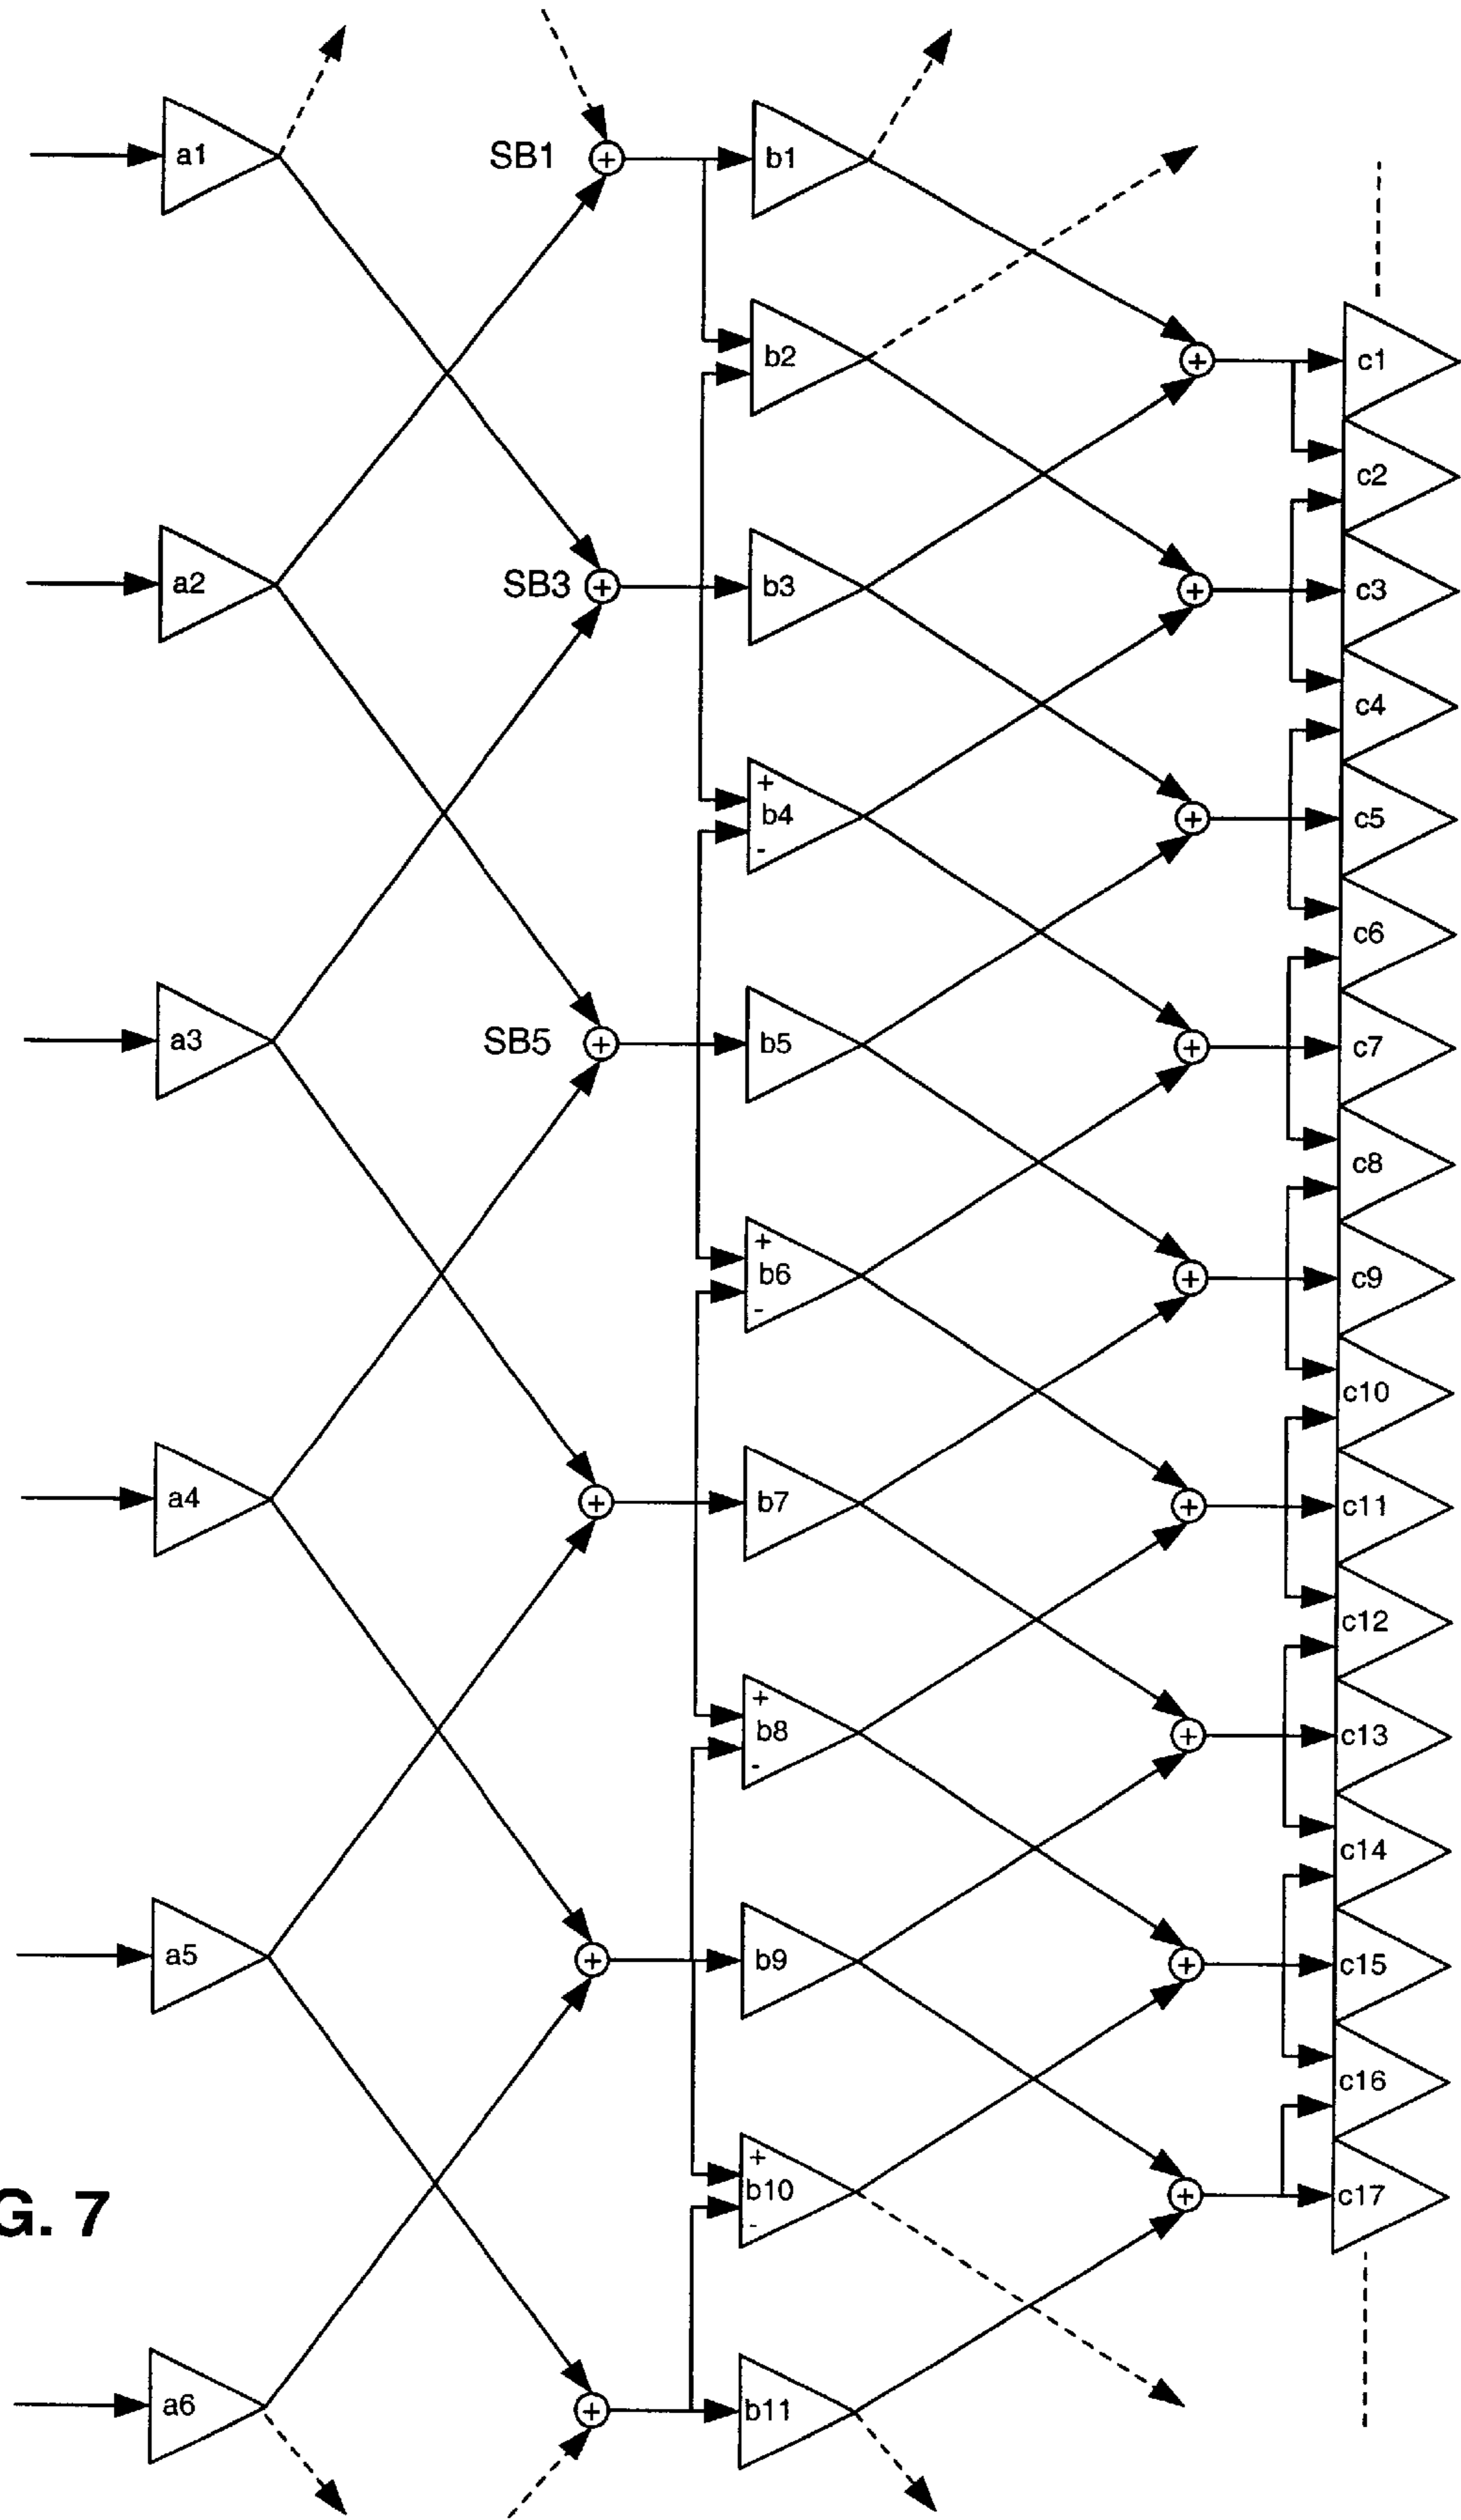 a1
SB1
+
b1
b2
+
c1
c2
a2
SB3
+
b3
+
c3
c4
+
b4
-
+
c5
c6
a3
SB5
+
b5
+
c7
c8
+
b6
-
+
c9
c10
a4
+
b7
+
c11
c12
+
b8
-
+
c13
c14
a5
+
b9
+
c15
c16
+
b10
-
+
c17
G. 7
a6
+
b11